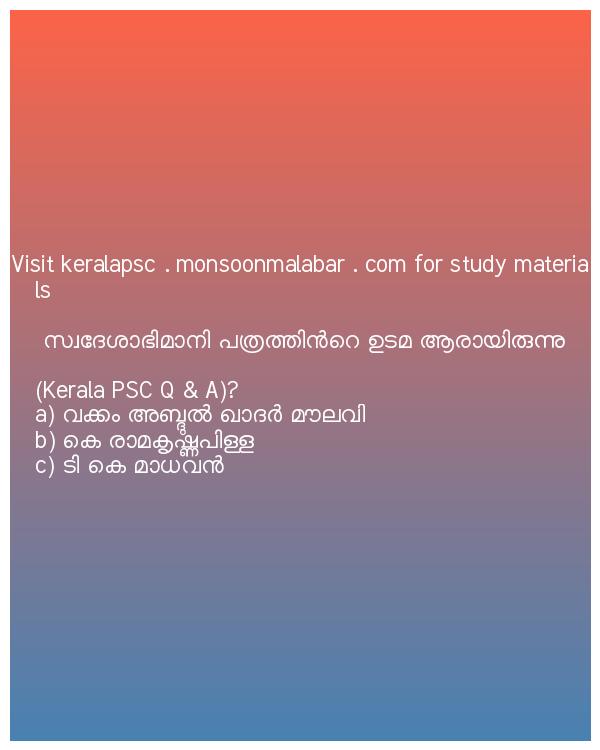 Visit keralapsc . monsoonmalabar . com for study materia
ls
സ്വദേശാഭിമാനി പത്രത്തിൻറെ ഉടമ ആരായിരുന്നു
(Kerala PSC Q & A)?
a) വക്കം അബ്ദുൽ ഖാദർ മൗലവി
b) കെ രാമകൃഷ്ണപിള്ള
c) ടി കെ മാധവൻ